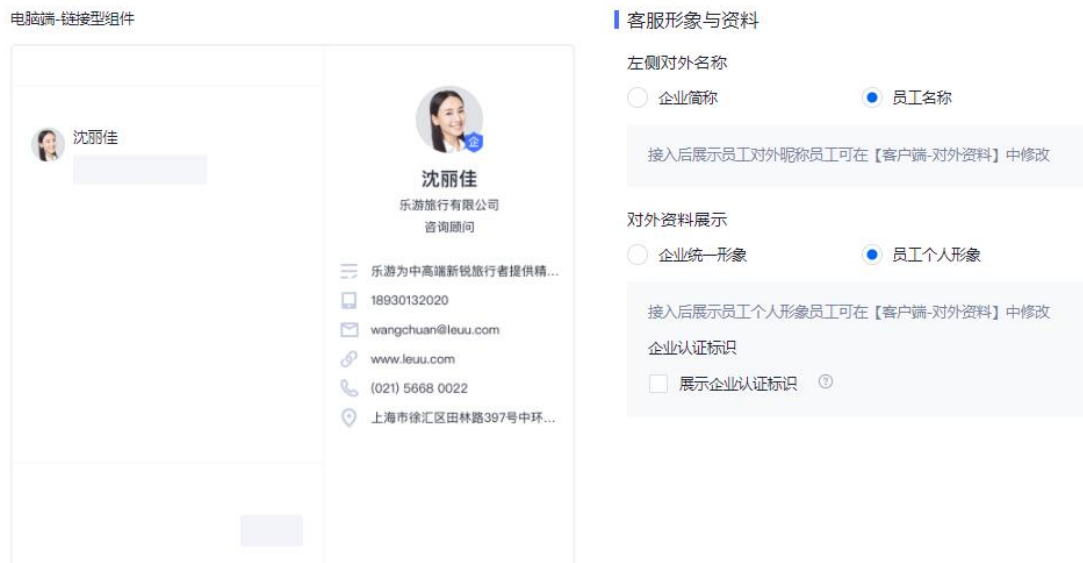 电脑端-链接型组件
沈丽佳
企
沈丽佳
乐游旅行有限公司
咨询顾问
乐游为中高端新锐旅行者提供精...
18930132020
wangchuan@leuu.com
www.leuu.com
(021) 5668 0022
上海市徐汇区田林路397号中环...
客服形象与资料
左侧对外名称
企业简称
员工名称
接入后展示员工对外昵称员工可在【客户端-对外资料】中修改
对外资料展示
企业统一形象
员工个人形象
接入后展示员工个人形象员工可在【客户端-对外资料】中修改
企业认证标识
展示企业认证标识 ?